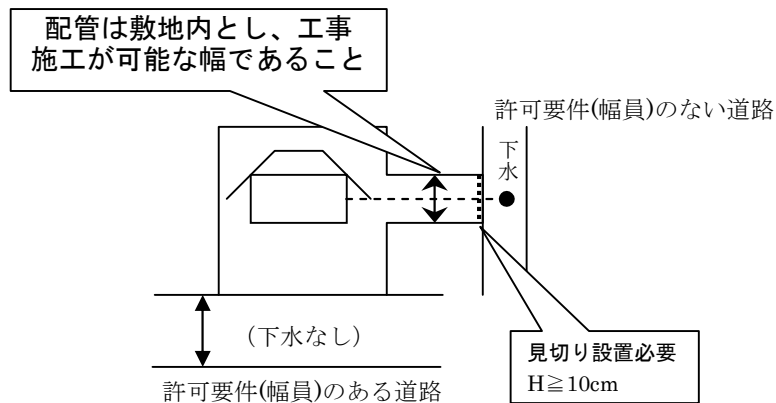 配管は敷地内とし、工事
施工が可能な幅であること
許可要件(幅員)のない道路
下水
(下水なし)
見切り設置必要
H≧10cm
許可要件(幅員)のある道路